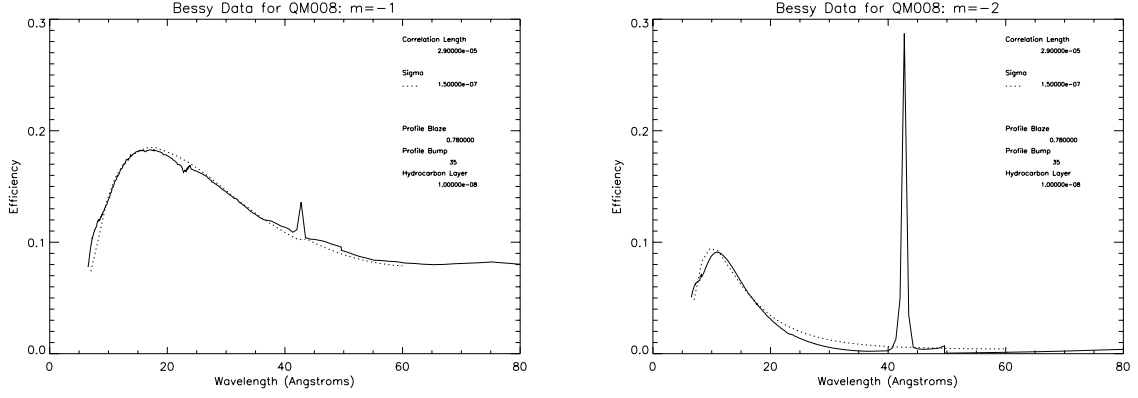 Bessy Data for QM008: m=−1
0.3
0.2
0.1
0.0
Efficiency
Correlation Length
2.90000e-05
Sigma
1.50000e-07
Profile Blaze
0.780000
Profile Bump
35
Hydrocarbon Layer
1.00000e-08
0 20 40 60 80
Wavelength (Angstroms)
Bessy Data for QM008: m=−2
0.3
0.2
0.1
0.0
Efficiency
Correlation Length
2.90000e-05
Sigma
1.50000e-07
Profile Blaze
0.780000
Profile Bump
35
Hydrocarbon Layer
1.00000e-08
0 20 40 60 80
Wavelength (Angstroms)